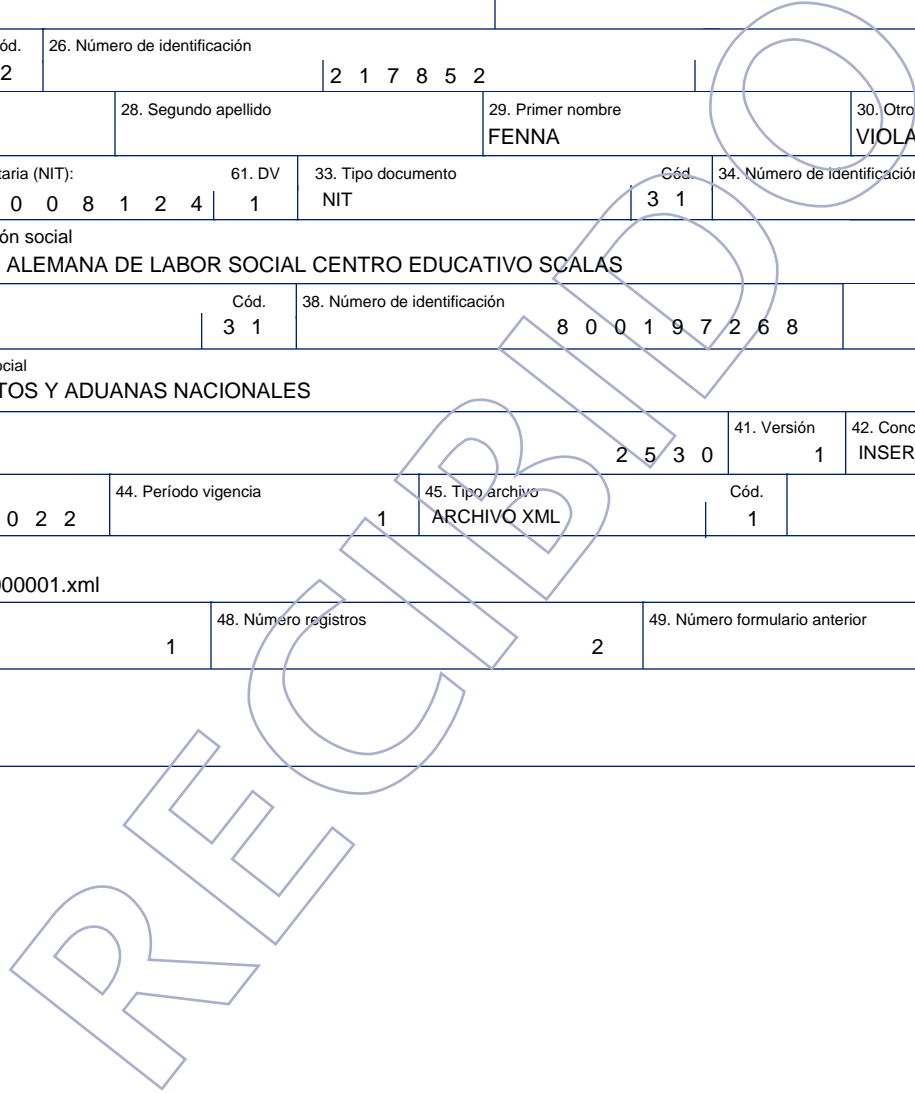 ód. 26. Número de identificación
2 2 1 7 8 5 2
28. Segundo apellido 29. Primer nombre 30. Otro
FENNA VIOLA
taria (NIT): 61. DV 33. Tipo documento Cód. 34. Número de identificación
0 0 8 1 2 4 1 NIT 3 1
ón social
ALEMANA DE LABOR SOCIAL CENTRO EDUCATIVO SCALAS
Cód. 38. Número de identificación
3 1 8 0 0 1 9 7 2 6 8
ocial
TOS Y ADUANAS NACIONALES
41. Versión 42. Conc
2 5 3 0 1 INSER
44. Período vigencia 45. Tipo archivo Cód.
0 2 2 1 ARCHIVO XML 1
000001.xml
48. Número registros 49. Número formulario anterior
1 2
RECIBIDO